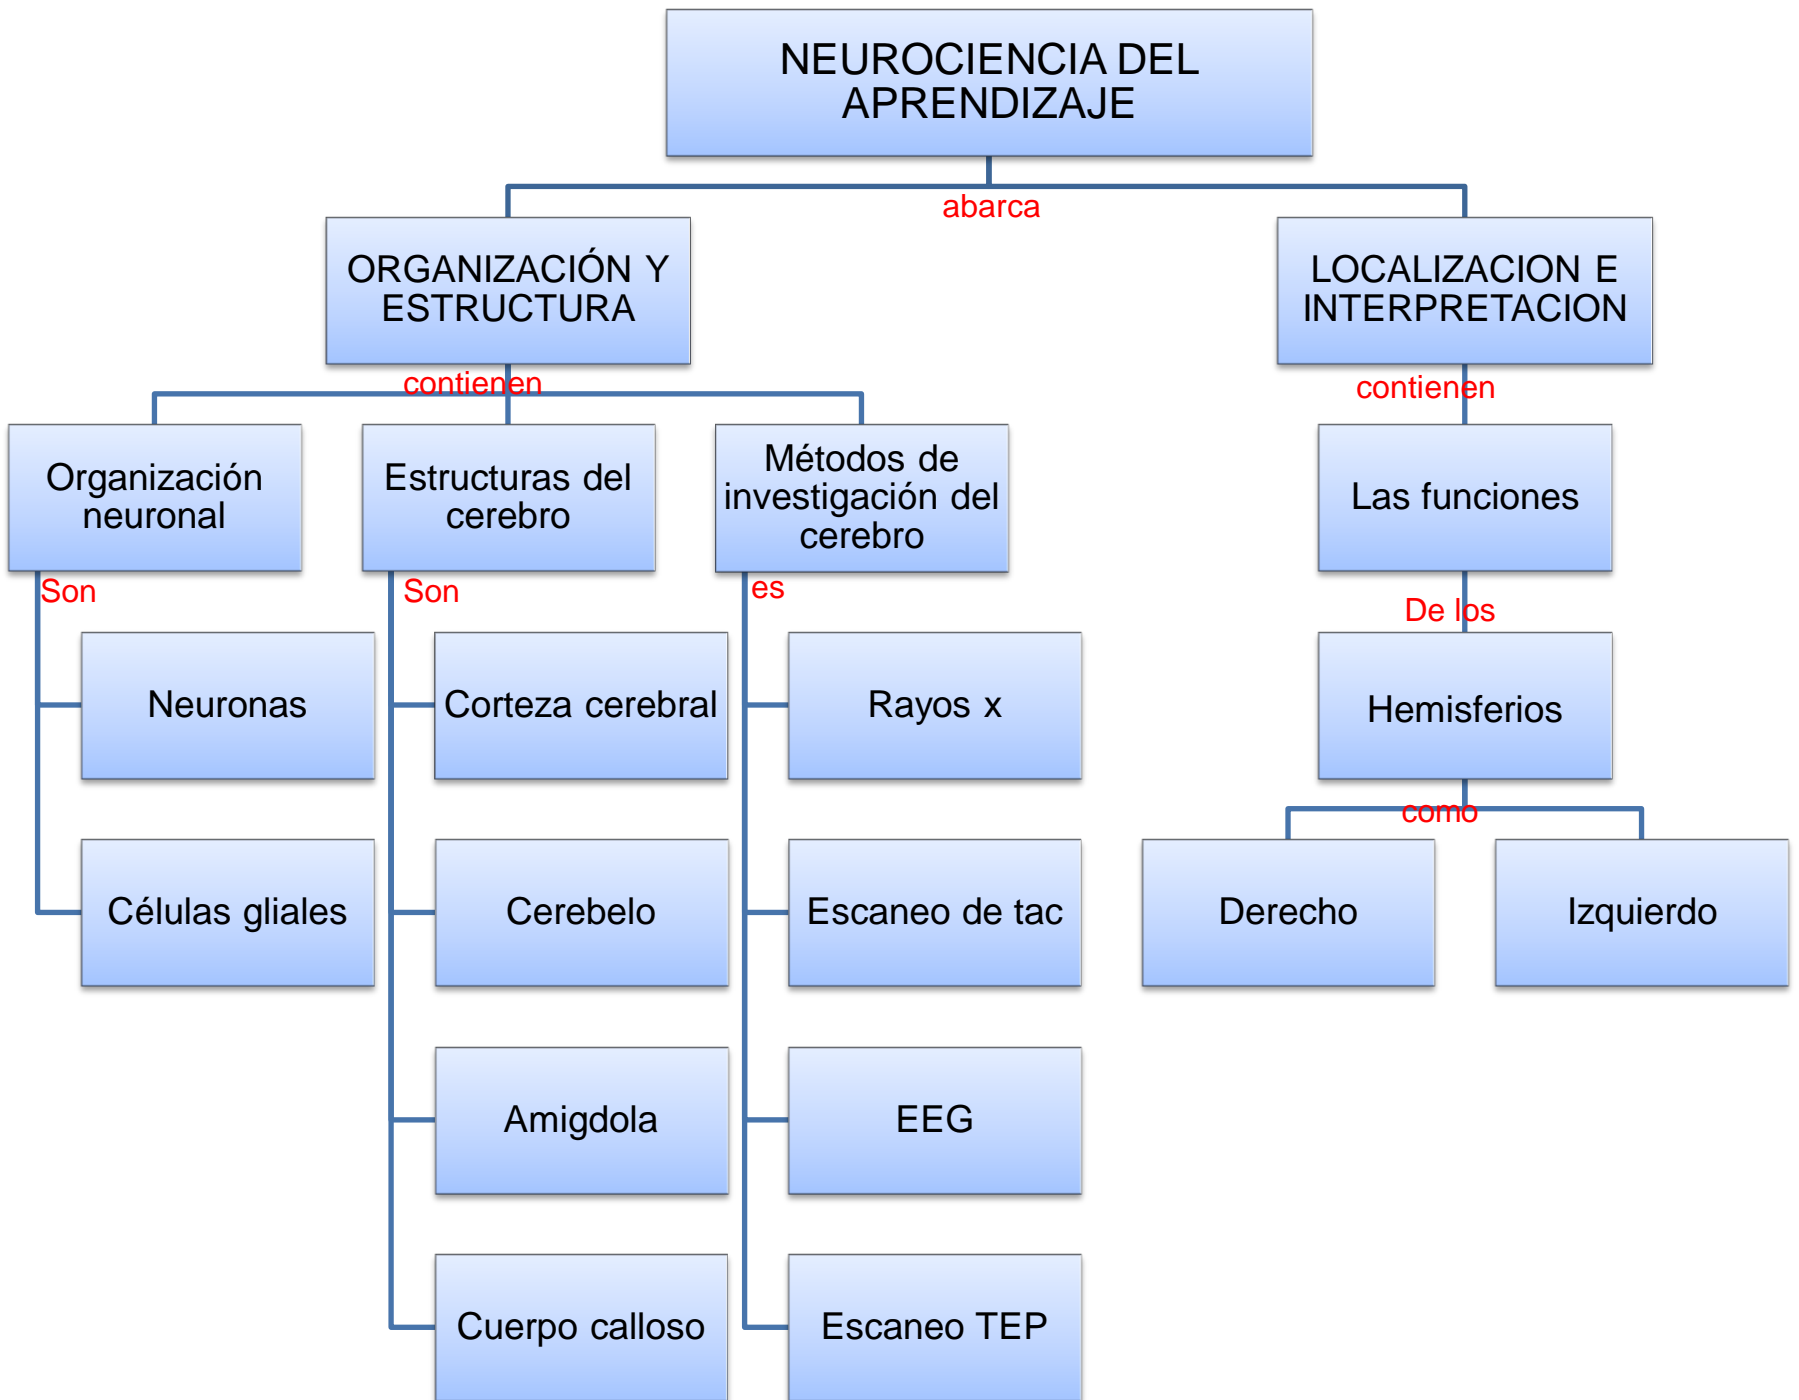 NEUROCIENCIA DEL
APRENDIZAJE
abarca
ORGANIZACIÓN Y
ESTRUCTURA
LOCALIZACION E
INTERPRETACION
contienen
contienen
Organización
neuronal
Estructuras del
cerebro
Métodos de
investigación del
cerebro
Las funciones
Son
Son
es
De los
Neuronas
Corteza cerebral
Rayos x
Hemisferios
como
Células gliales
Cerebelo
Escaneo de tac
Derecho
Izquierdo
Amigdola
EEG
Cuerpo calloso
Escaneo TEP